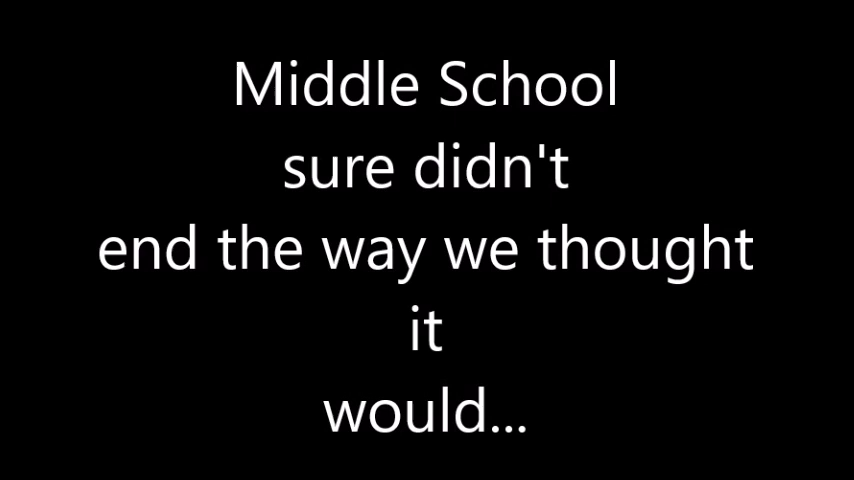 Middle School
sure didn't
end the way we thought
it
would...